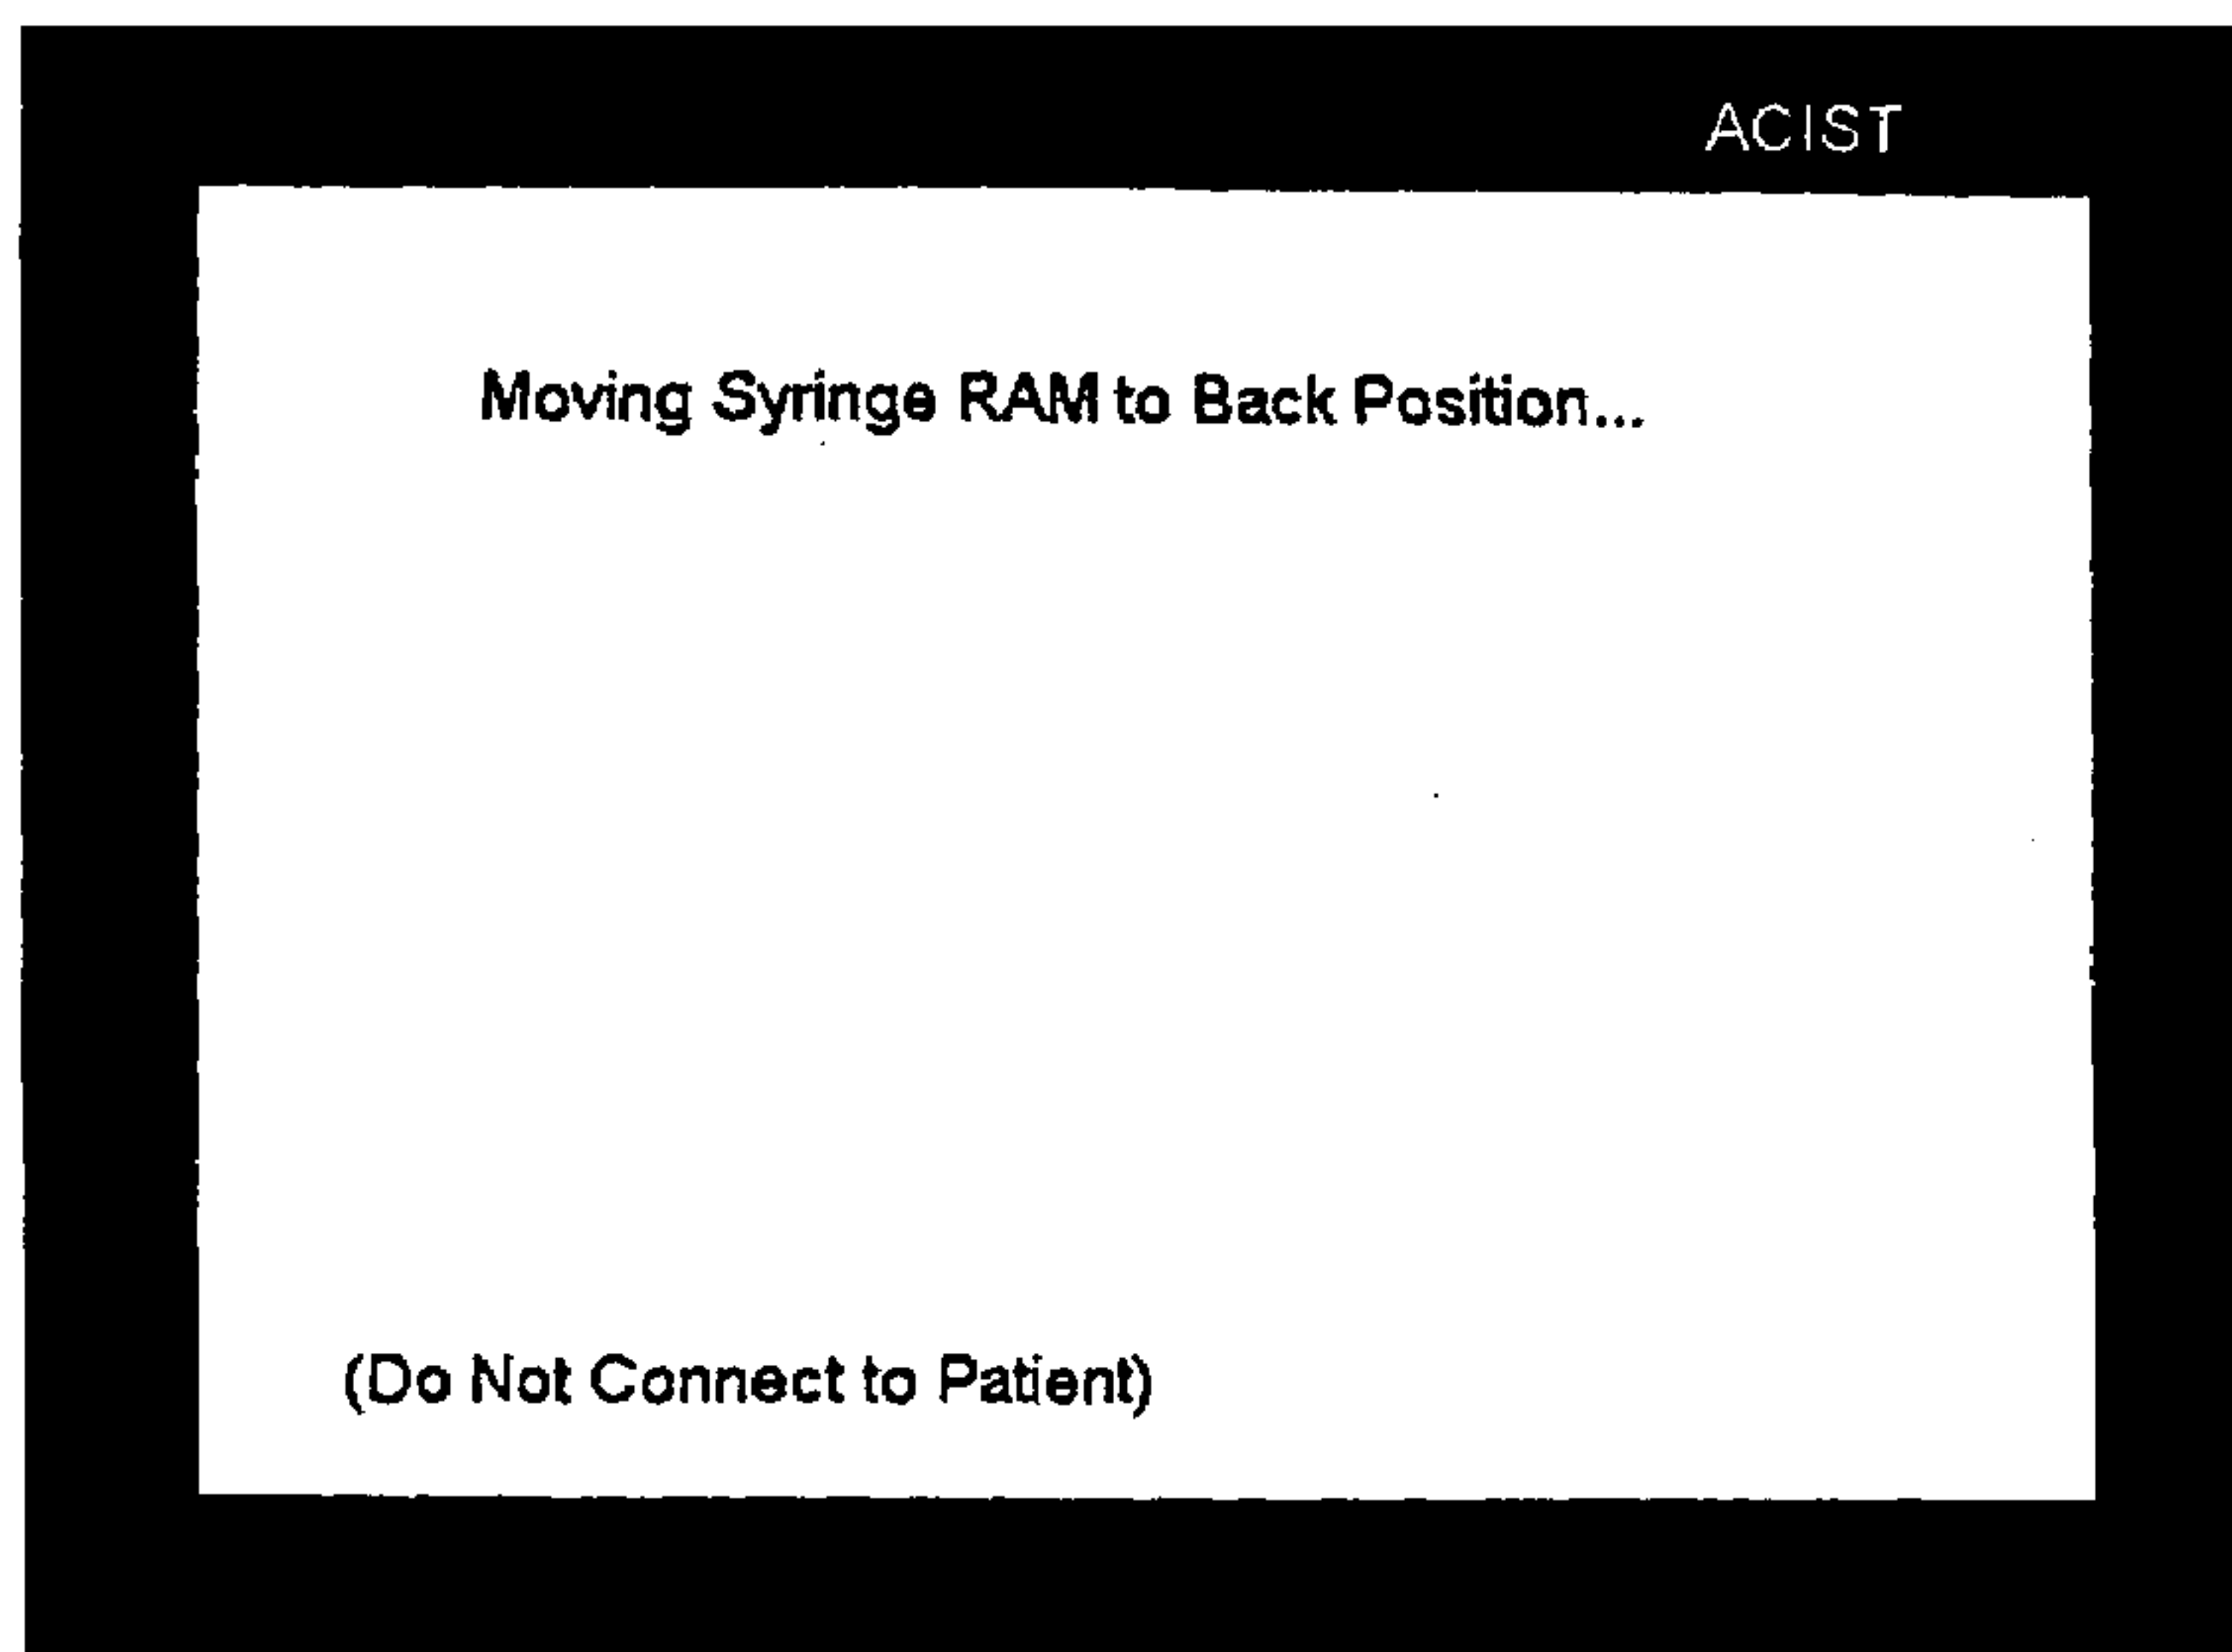 ACIST
Moving Syringe RAM to Back Position...
(Do Not Connect to Patient)